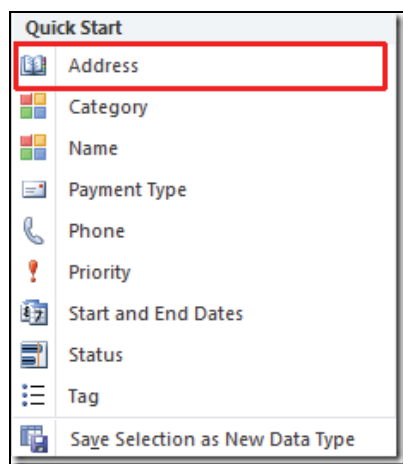 Quick Start
Address
Category
Name
Payment Type
Phone
Priority
Start and End Dates
Status
Tag
Save Selection as New Data Type